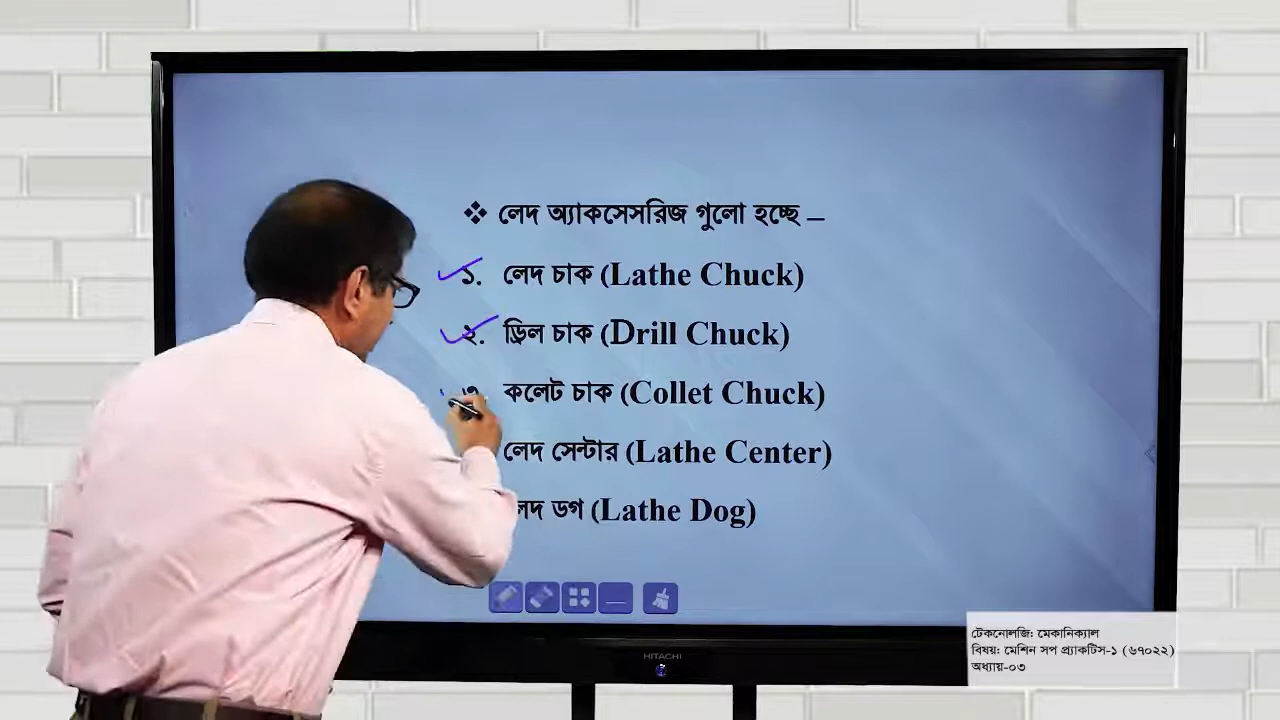 ❖ লেদ অ্যাকসেসরিজ গুলো হচ্ছে –
১. লেদ চাক (Lathe Chuck)
২. ড্রিল চাক (Drill Chuck)
কলেট চাক (Collet Chuck)
লেদ সেন্টার (Lathe Center)
ডগ (Lathe Dog)
HITACHI
টেকনোলজি: মেকানিক্যাল
বিষয়: মেশিন সপ প্র্যাকটিস-১ (৬৭০২২)
অধ্যায়-০৩